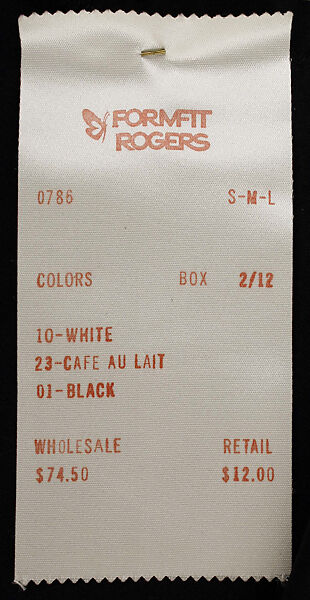 FORMFIT
ROGERS
0786 S-M-L
COLORS BOX 2/12
10-WHITE
23-CAFE AU LAIT
01-BLACK
WHOLESALE RETAIL
$74.50 $12.00